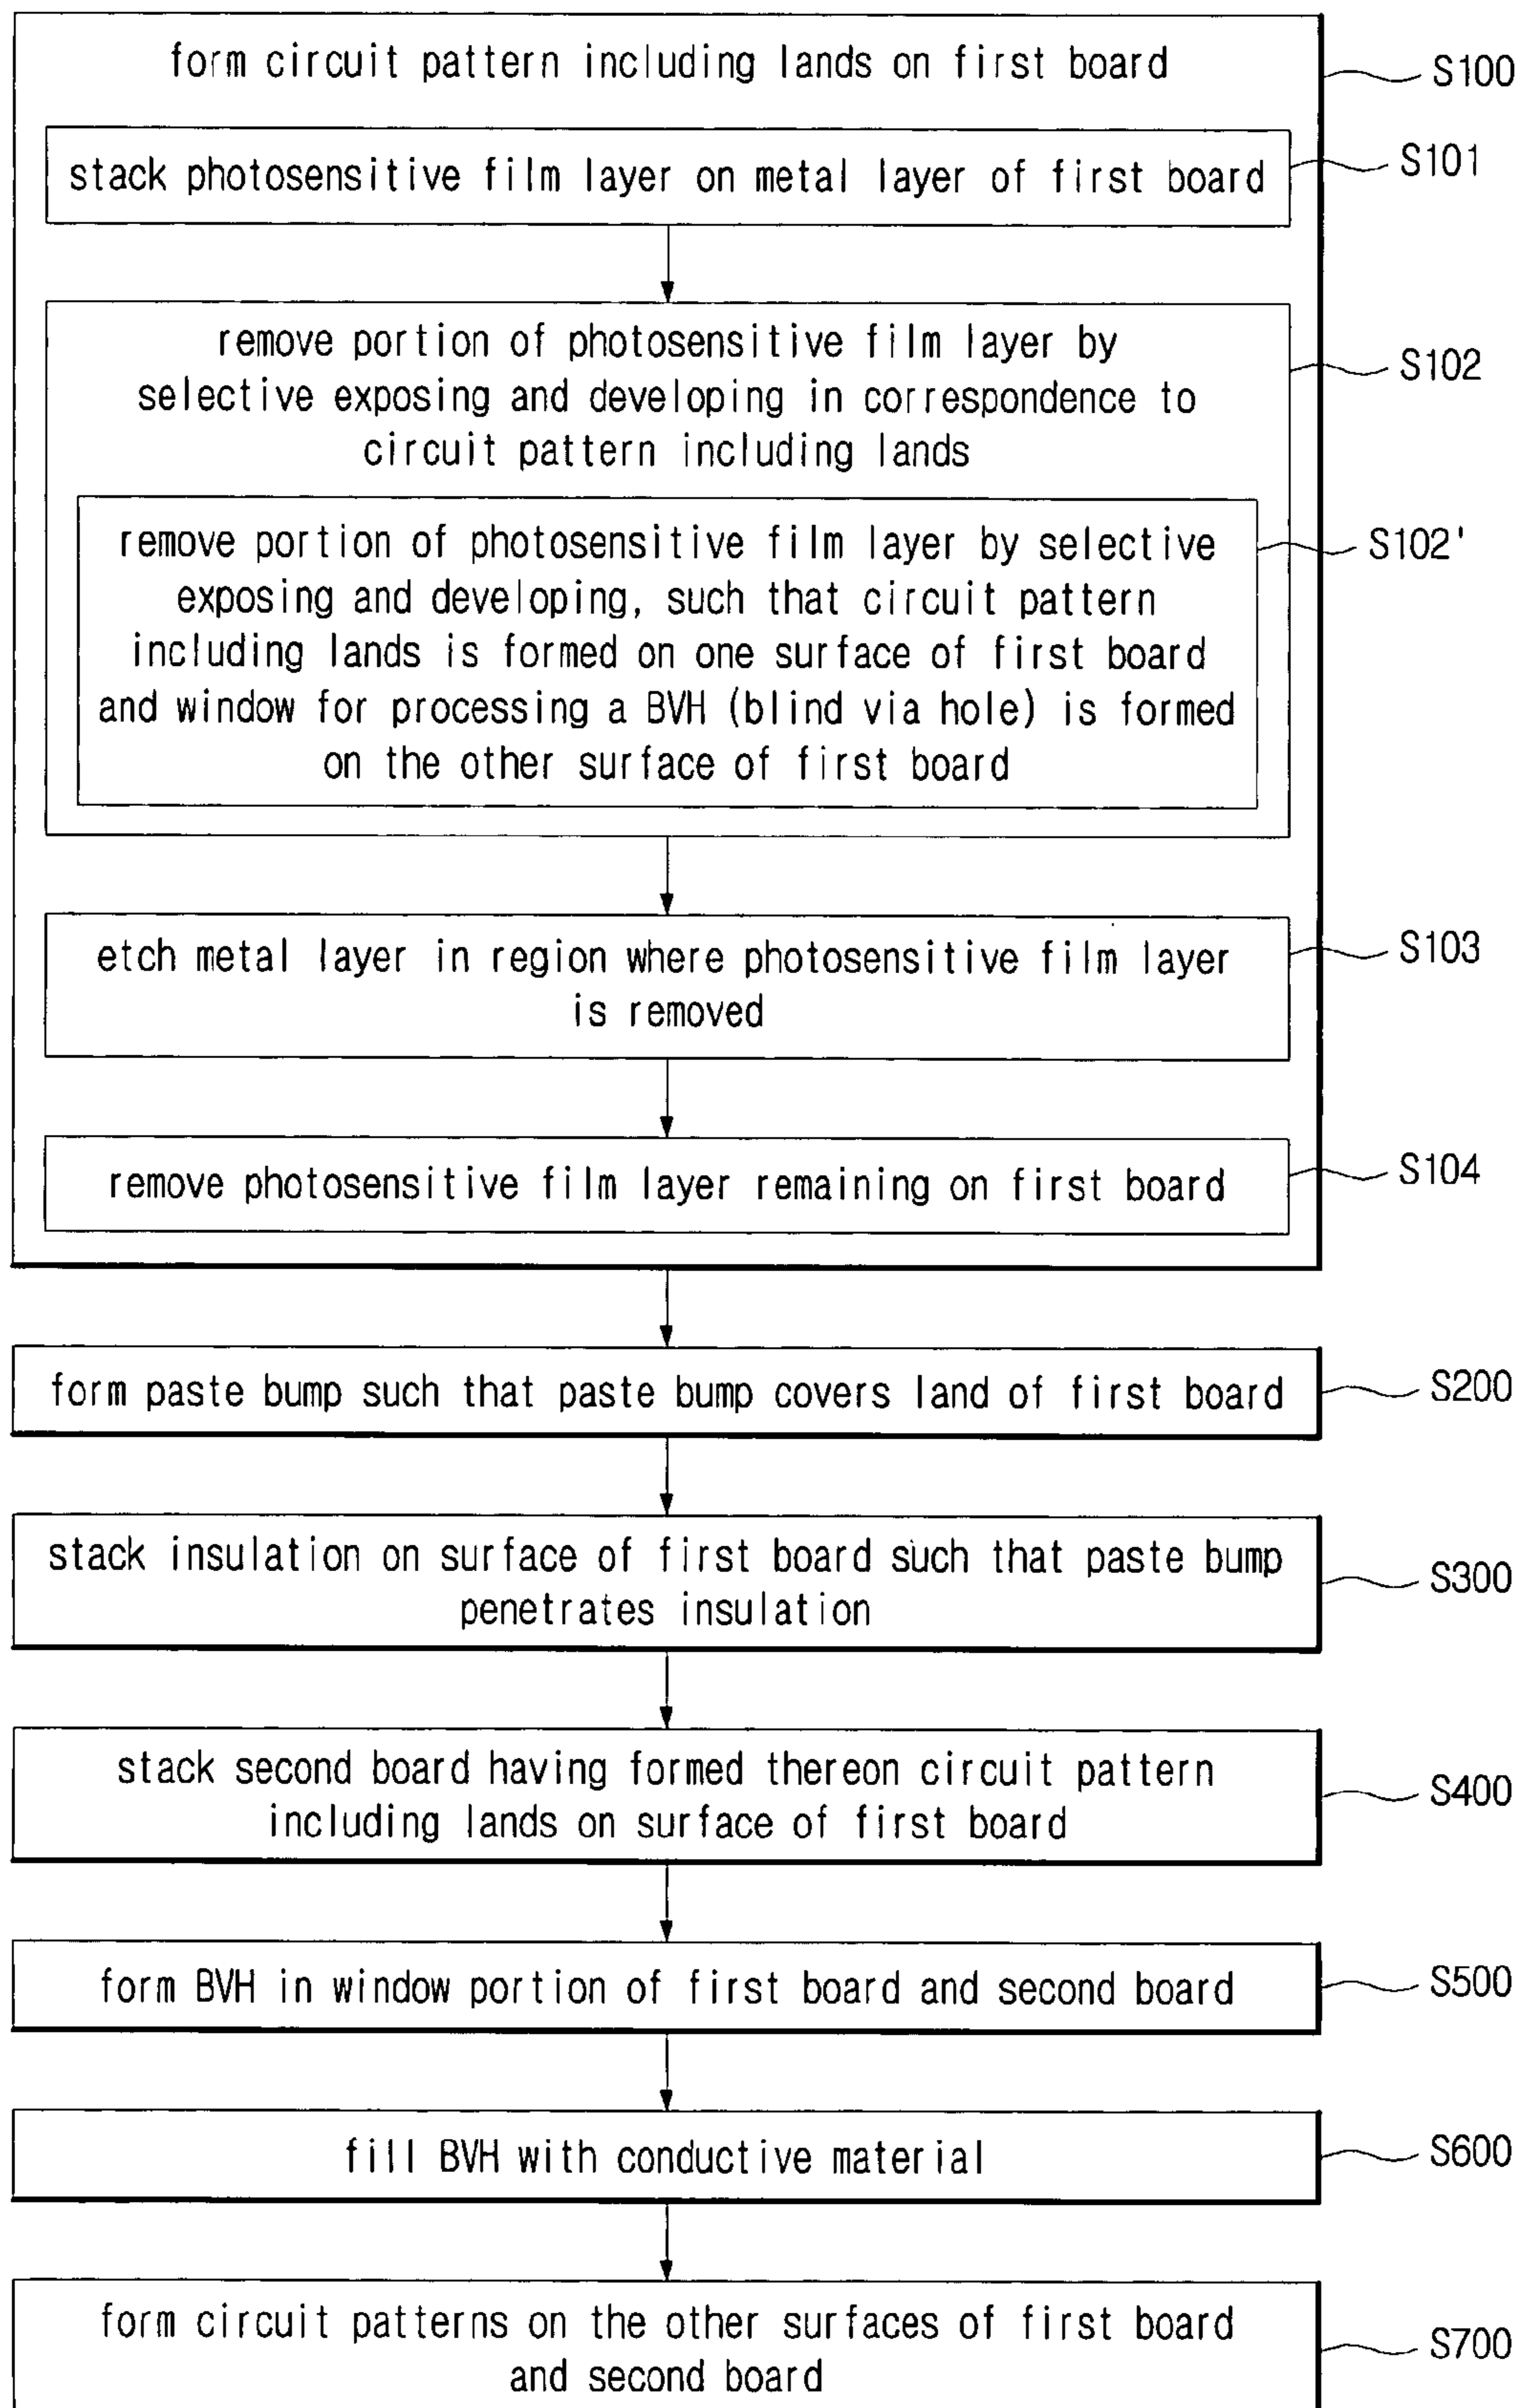 form circuit pattern including lands on first board
S100
stack photosensitive film layer on metal layer of first board
S101
remove portion of photosensitive film layer by
selective exposing and developing in correspondence to
circuit pattern including lands
S102
remove portion of photosensitive film layer by selective
exposing and developing, such that circuit pattern
including lands is formed on one surface of first board
and window for processing a BVH (blind via hole) is formed
on the other surface of first board
S102'
etch metal layer in region where photosensitive film layer
is removed
S103
remove photosensitive film layer remaining on first board
S104
form paste bump such that paste bump covers land of first board
S200
stack insulation on surface of first board such that paste bump
penetrates insulation
S300
stack second board having formed thereon circuit pattern
including lands on surface of first board
S400
form BVH in window portion of first board and second board
S500
fill BVH with conductive material
S600
form circuit patterns on the other surfaces of first board
and second board
S700